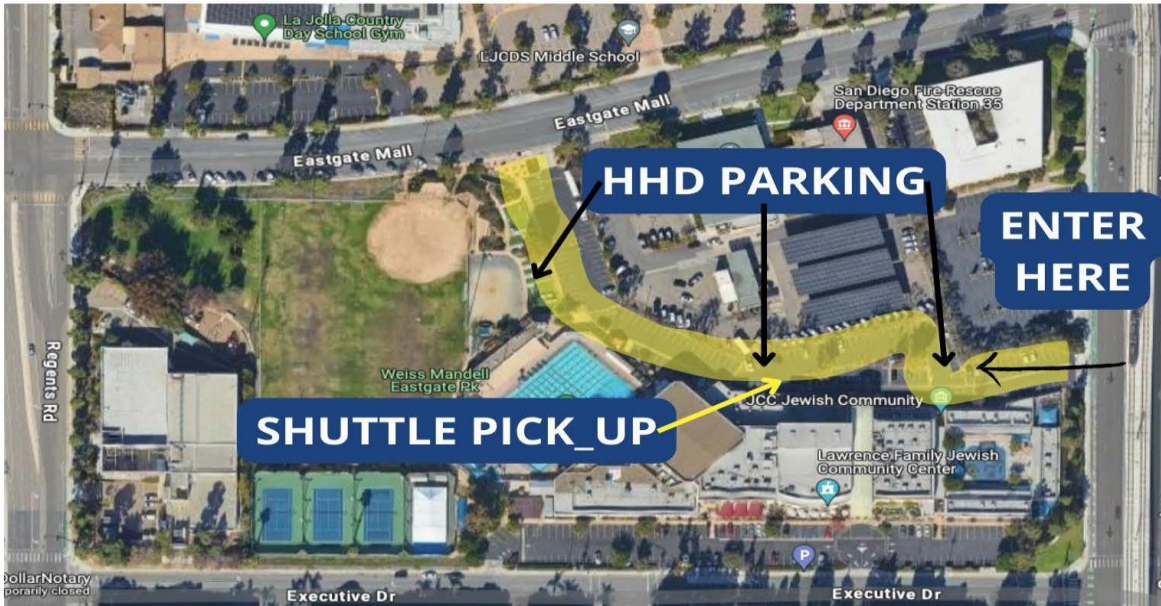 La Jolla Country
Day School Gym
LJCDS Middle School
San Diego Fire-Rescue
Department Station 35
Eastgate Mall
Eastgate Mall
HHD PARKING
ENTER
HERE
Regents Rd
Weiss Mandell
Eastgate Pk
SHUTTLE PICK_UP
JCC Jewish Community
Lawrence Family Jewish
Community Center
P
DollarNotary
porarily closed
Executive Dr
Executive Dr